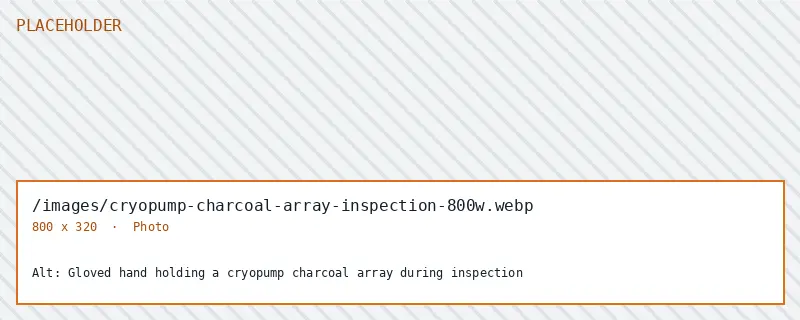 PLACEHOLDER
/images/cryopump-charcoal-array-inspection-800w.webp
800 x 320 · Photo
Alt: Gloved hand holding a cryopump charcoal array during inspection